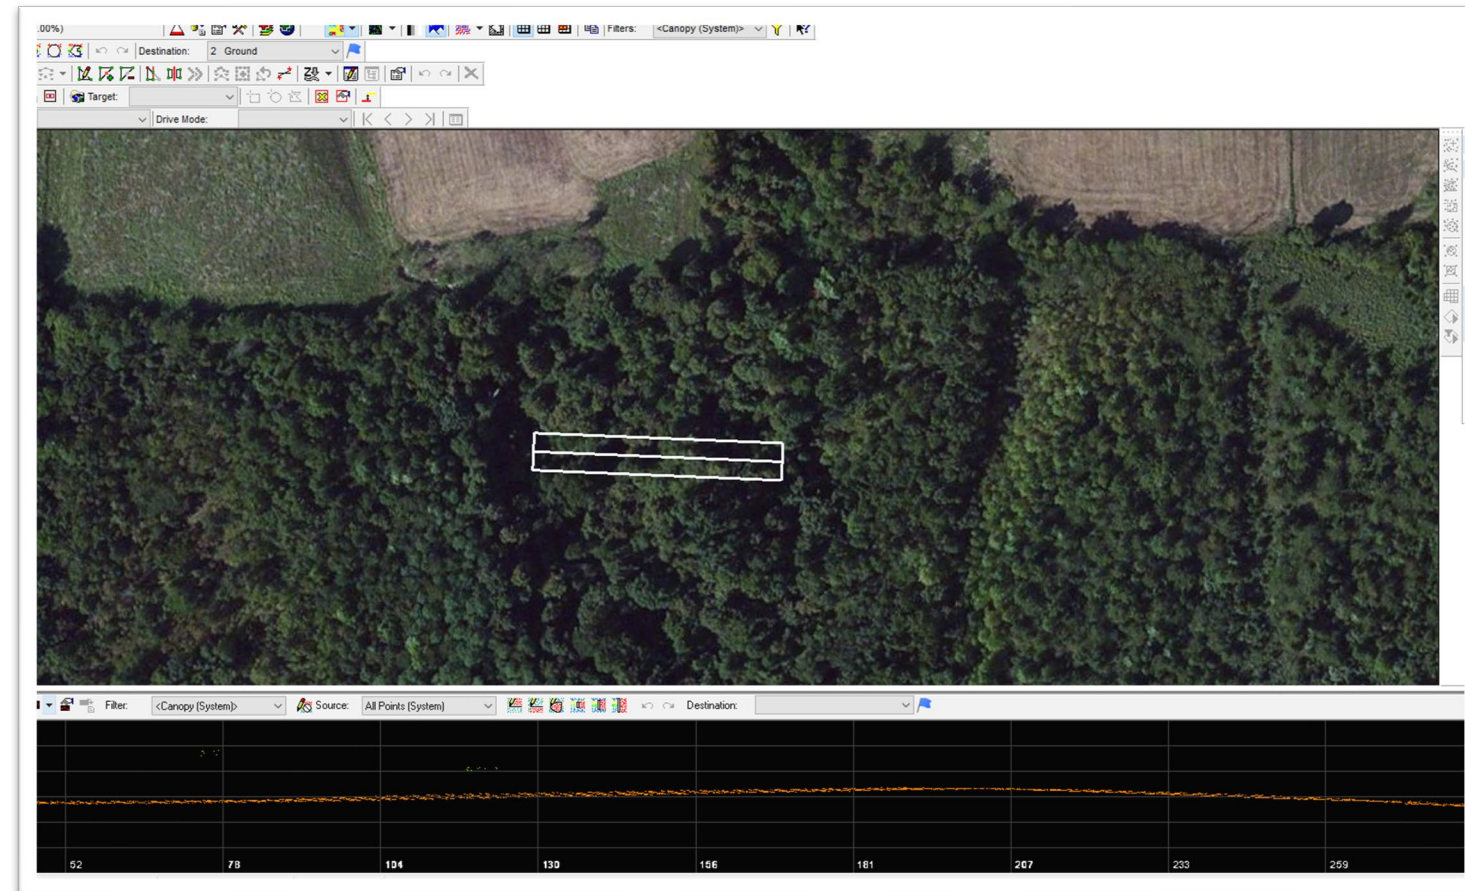 .00%) Filters: <Canopy (System)>
Destination: 2 Ground
Target:
Drive Mode:
Filter: <Canopy (System)> Source: All Points (System) Destination:
52 78 104 130 156 181 207 233 259